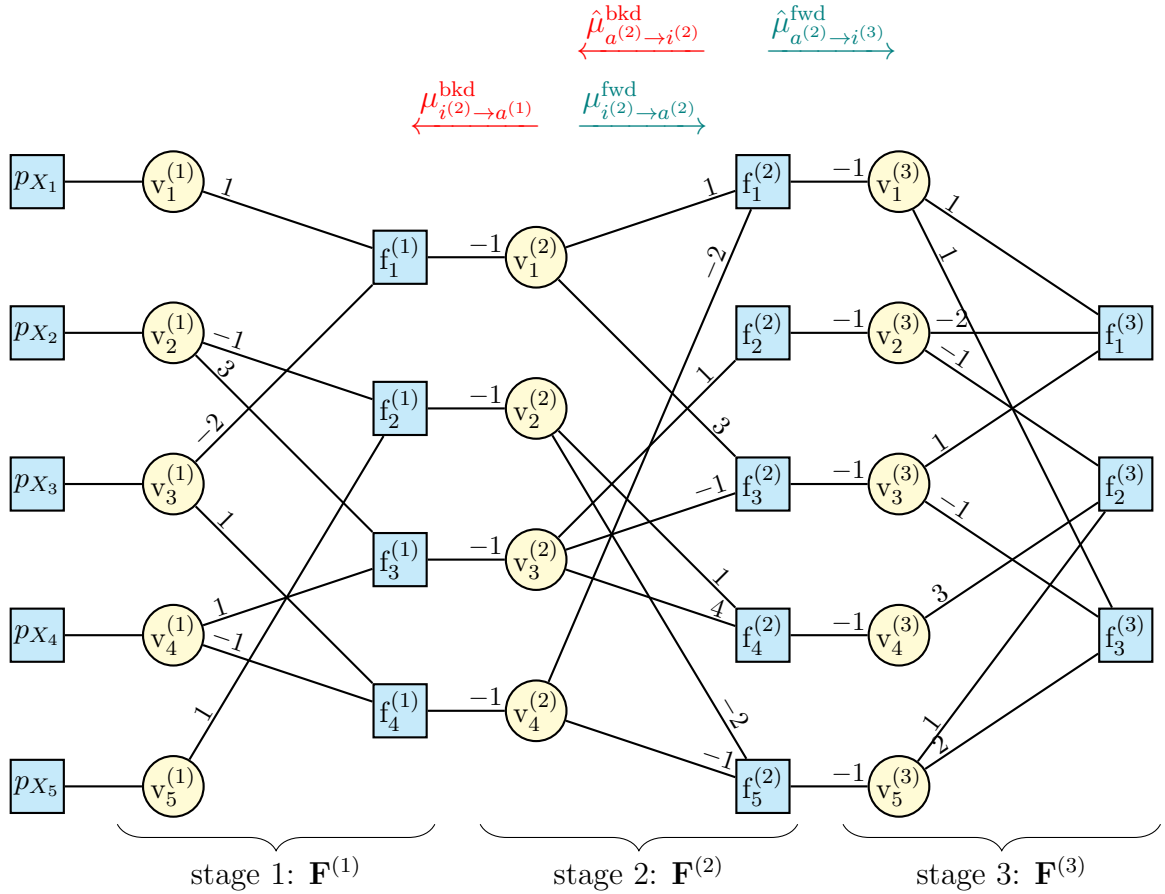 μ̂^bkd_{a^(2)→i^(2)} μ̂^fwd_{a^(2)→i^(3)}
μ^bkd_{i^(2)→a^(1)} μ^fwd_{i^(2)→a^(2)}
p_{X_1} v_1^(1) 1 f_1^(2) −1 v_1^(3) 1
1
f_1^(1) −1 v_1^(2) −2 1
p_{X_2} v_2^(1) −1 3 f_2^(2) −1 v_2^(3) −2 −1 f_1^(3)
1
f_2^(1) −1 v_2^(2) 3
−2 1
p_{X_3} v_3^(1) 1 −1 f_3^(2) −1 v_3^(3) −1 f_2^(3)
f_3^(1) −1 v_3^(2) 1
1 4 3
p_{X_4} v_4^(1) −1 f_4^(2) −1 v_4^(3) f_3^(3)
1 f_4^(1) −1 v_4^(2) −2 1
−1 2
p_{X_5} v_5^(1) f_5^(2) −1 v_5^(3)
stage 1: F^(1) stage 2: F^(2) stage 3: F^(3)